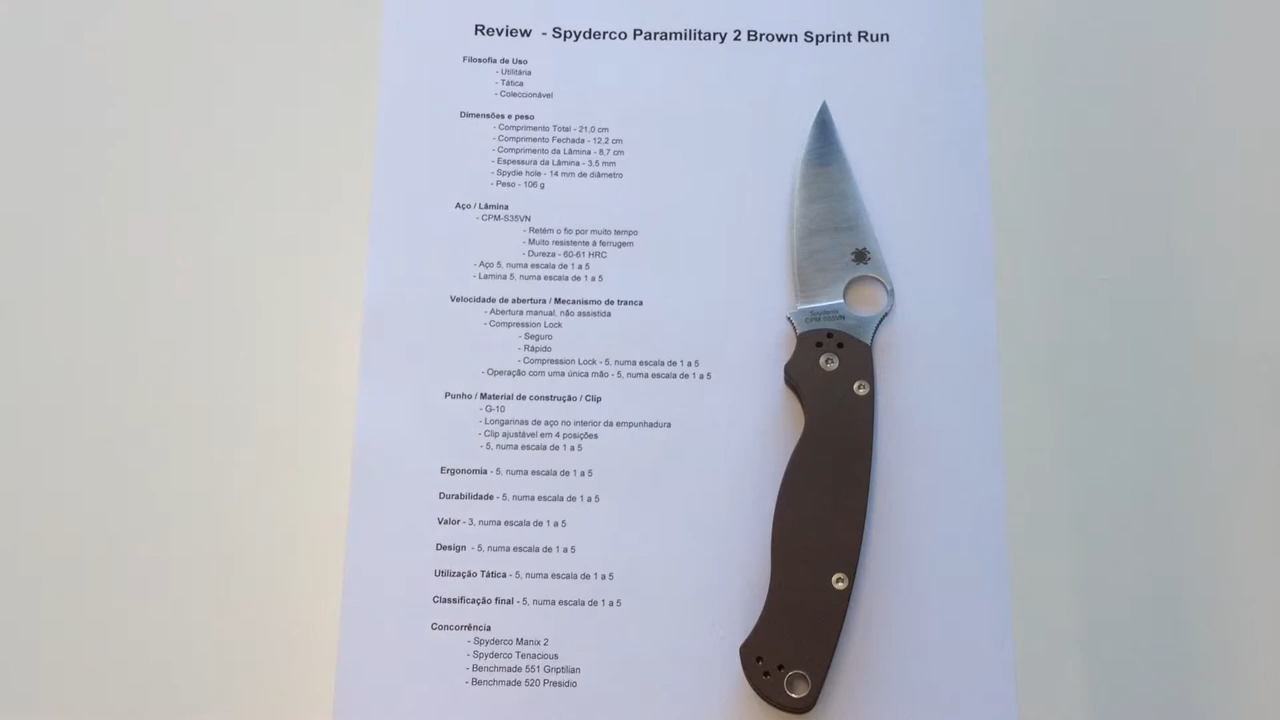 Review - Spyderco Paramilitary 2 Brown Sprint Run
Filosofia de Uso
- Utilitária
- Tática
- Coleccionável
Dimensões e peso
- Comprimento Total - 21,0 cm
- Comprimento Fechada - 12,2 cm
- Comprimento da Lâmina - 8,7 cm
- Espessura da Lâmina - 3,5 mm
- Spydie hole - 14 mm de diâmetro
- Peso - 106 g
Aço / Lâmina
- CPM-S35VN
- Retém o fio por muito tempo
- Muito resistente à ferrugem
- Dureza - 60-61 HRC
- Aço 5, numa escala de 1 a 5
- Lamina 5, numa escala de 1 a 5
Velocidade de abertura / Mecanismo de tranca
- Abertura manual, não assistida
- Compression Lock
- Seguro
- Rápido
- Compression Lock - 5, numa escala de 1 a 5
- Operação com uma única mão - 5, numa escala de 1 a 5
Punho / Material de construção / Clip
- G-10
- Longarinas de aço no interior da empunhadura
- Clip ajustável em 4 posições
- 5, numa escala de 1 a 5
Ergonomia - 5, numa escala de 1 a 5
Durabilidade - 5, numa escala de 1 a 5
Valor - 3, numa escala de 1 a 5
Design - 5, numa escala de 1 a 5
Utilização Tática - 5, numa escala de 1 a 5
Classificação final - 5, numa escala de 1 a 5
Concorrência
- Spyderco Manix 2
- Spyderco Tenacious
- Benchmade 551 Griptilian
- Benchmade 520 Presidio
Spyderco
CPM-S35VN